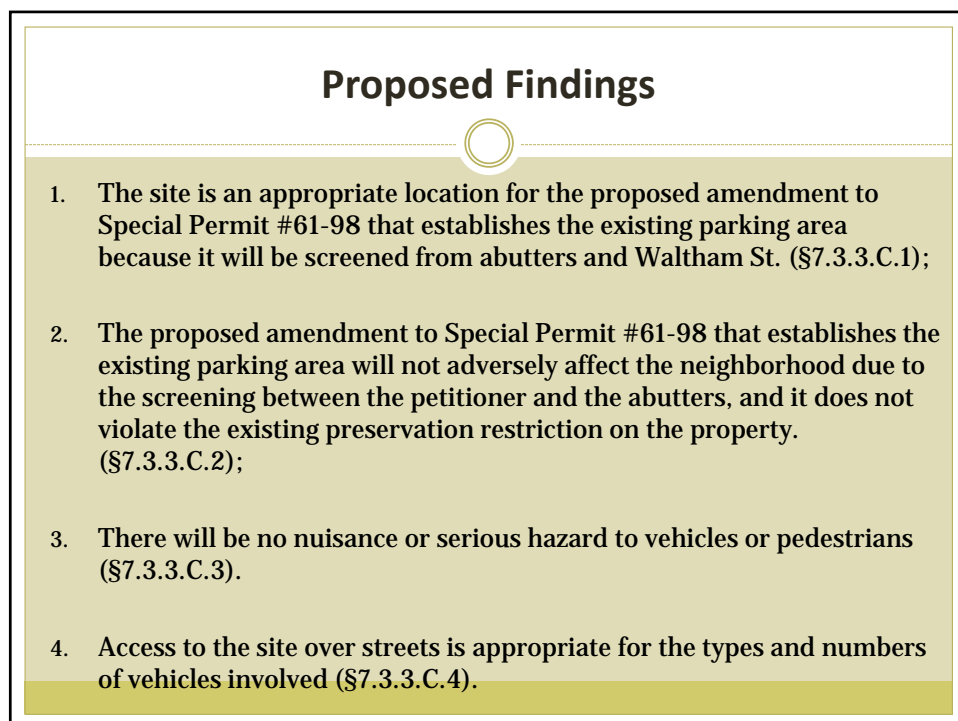 Proposed Findings
1. The site is an appropriate location for the proposed amendment to
Special Permit #61-98 that establishes the existing parking area
because it will be screened from abutters and Waltham St. (§7.3.3.C.1);
2. The proposed amendment to Special Permit #61-98 that establishes the
existing parking area will not adversely affect the neighborhood due to
the screening between the petitioner and the abutters, and it does not
violate the existing preservation restriction on the property.
(§7.3.3.C.2);
3. There will be no nuisance or serious hazard to vehicles or pedestrians
(§7.3.3.C.3).
4. Access to the site over streets is appropriate for the types and numbers
of vehicles involved (§7.3.3.C.4).